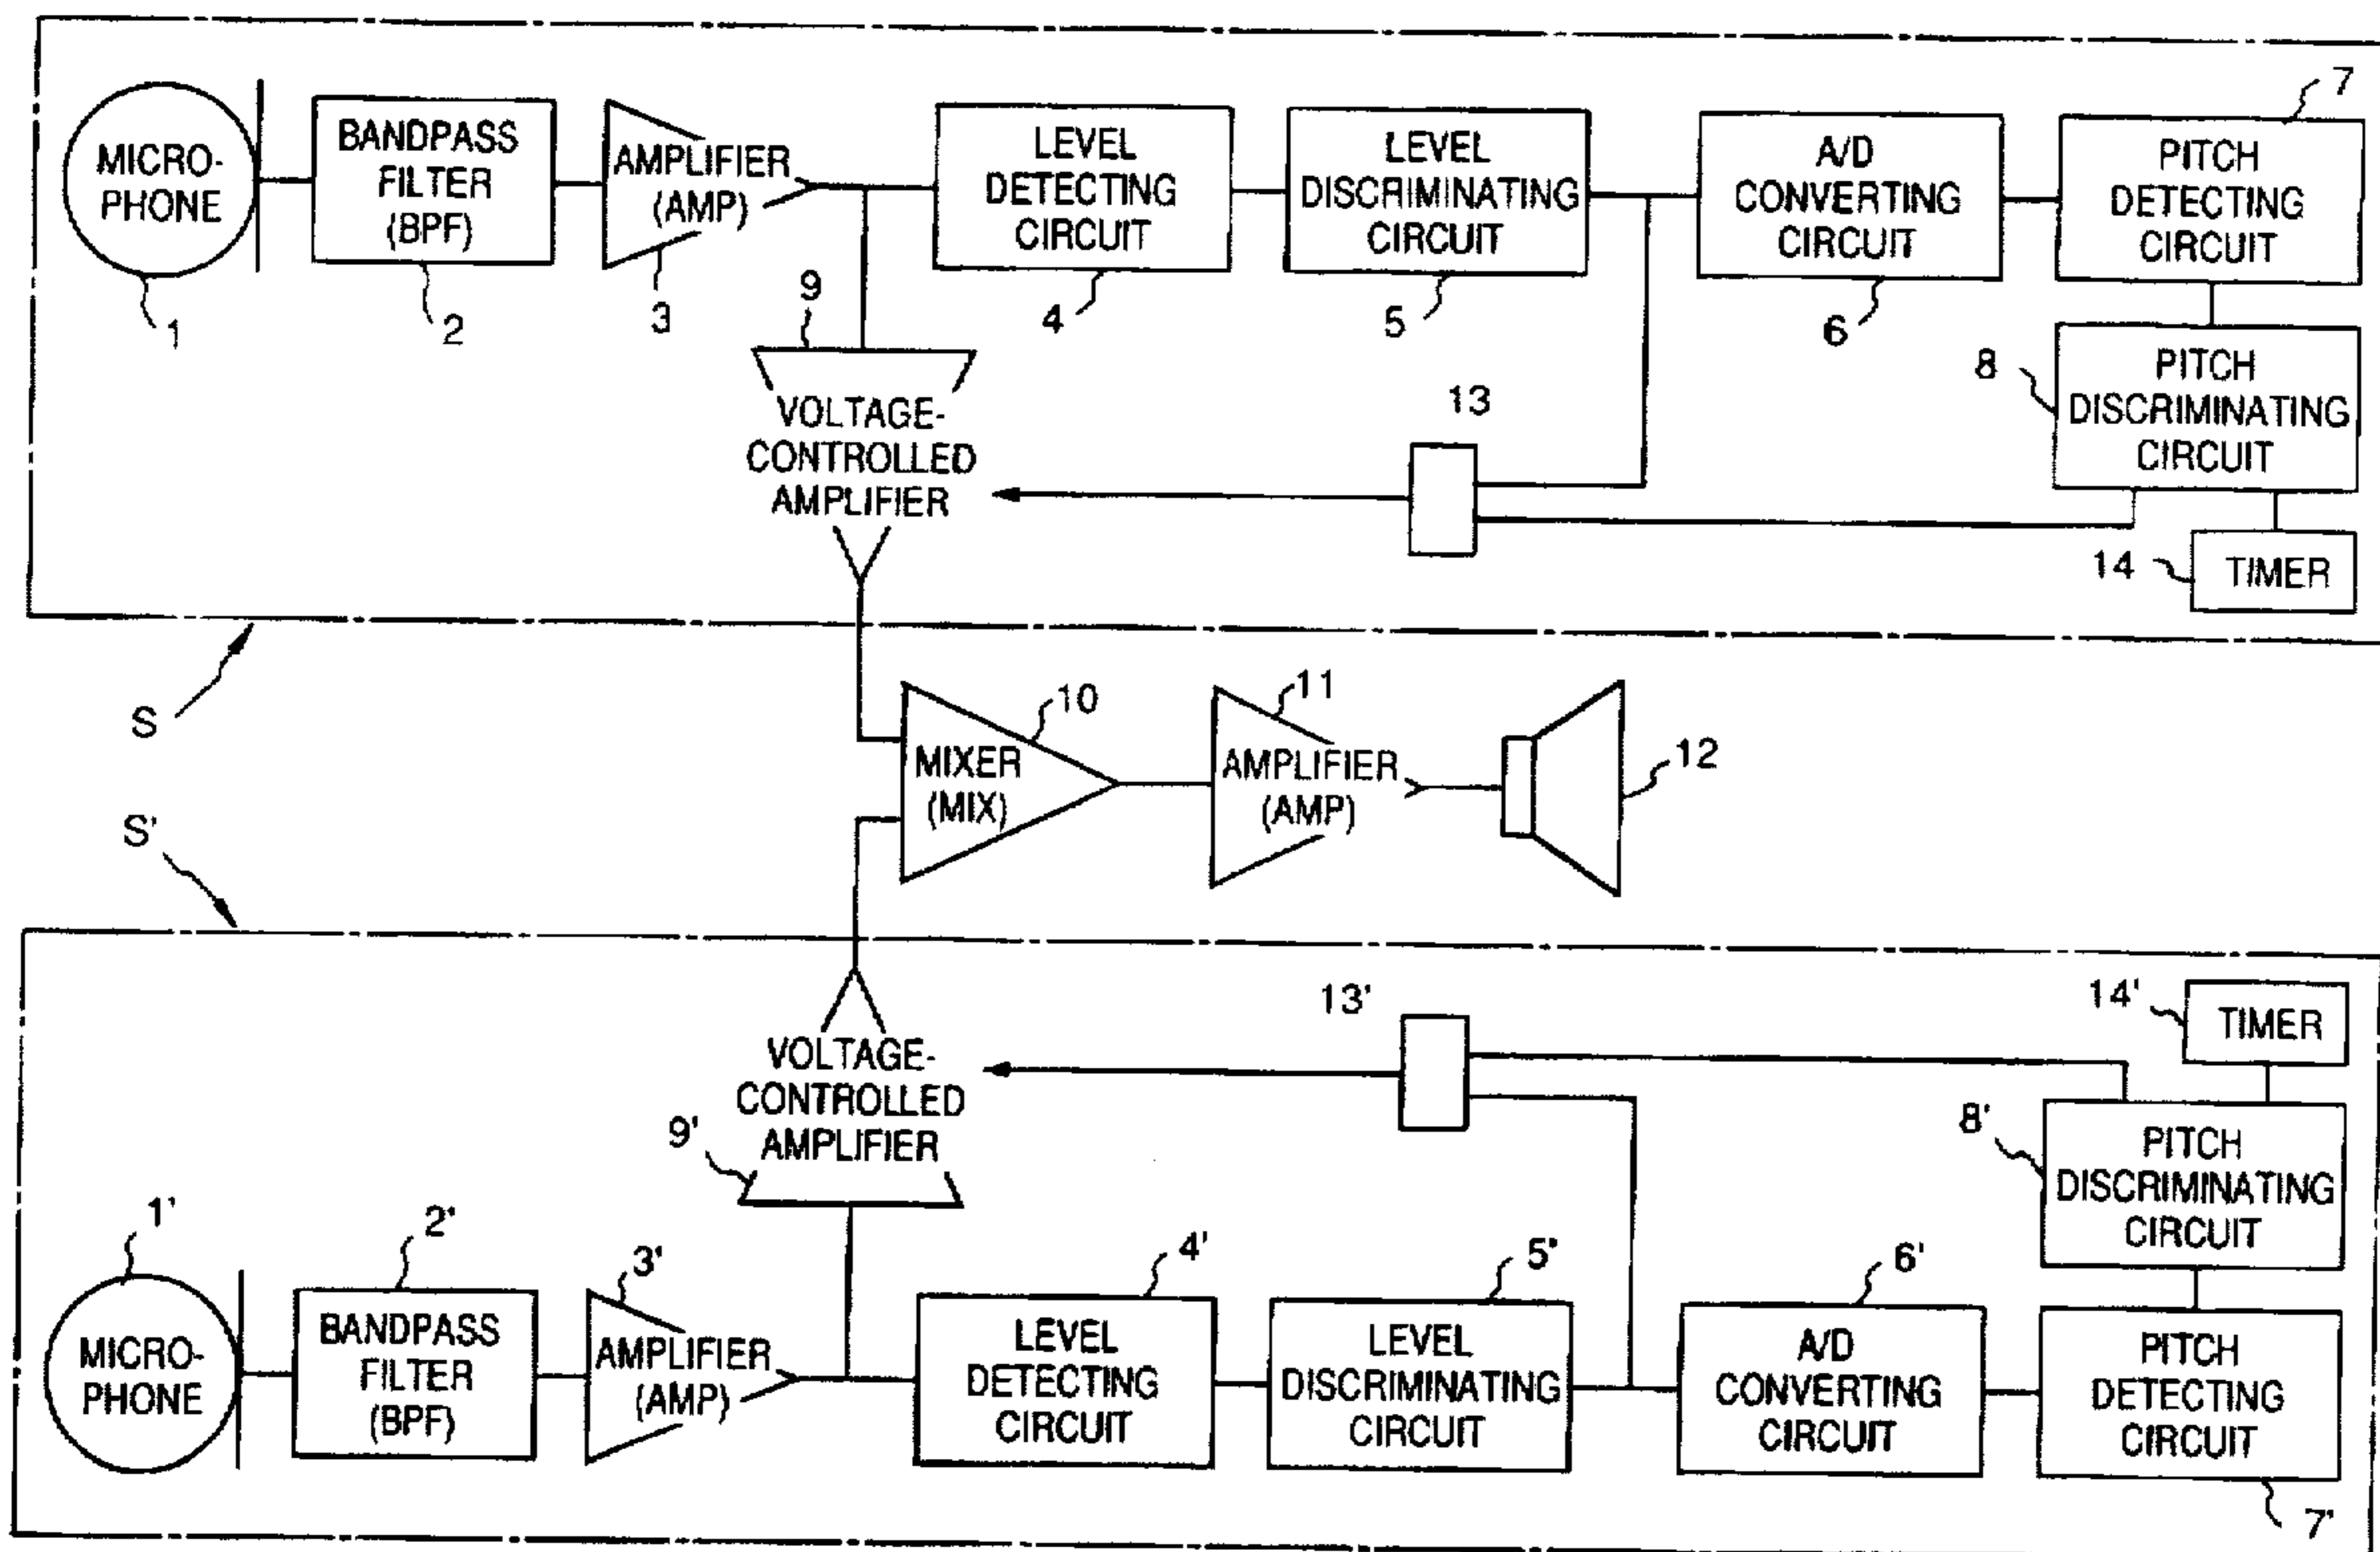 7
MICRO-
PHONE
BANDPASS
FILTER
(BPF)
AMPLIFIER
(AMP)
LEVEL
DETECTING
CIRCUIT
LEVEL
DISCRIMINATING
CIRCUIT
A/D
CONVERTING
CIRCUIT
PITCH
DETECTING
CIRCUIT
1
2
3
9
4
5
6
8
PITCH
DISCRIMINATING
CIRCUIT
VOLTAGE-
CONTROLLED
AMPLIFIER
13
14
TIMER
S
10
11
MIXER
(MIX)
AMPLIFIER
(AMP)
12
S'
13'
14'
TIMER
VOLTAGE-
CONTROLLED
AMPLIFIER
9'
8'
PITCH
DISCRIMINATING
CIRCUIT
1'
2'
3'
4'
5'
6'
MICRO-
PHONE
BANDPASS
FILTER
(BPF)
AMPLIFIER
(AMP)
LEVEL
DETECTING
CIRCUIT
LEVEL
DISCRIMINATING
CIRCUIT
A/D
CONVERTING
CIRCUIT
PITCH
DETECTING
CIRCUIT
7'